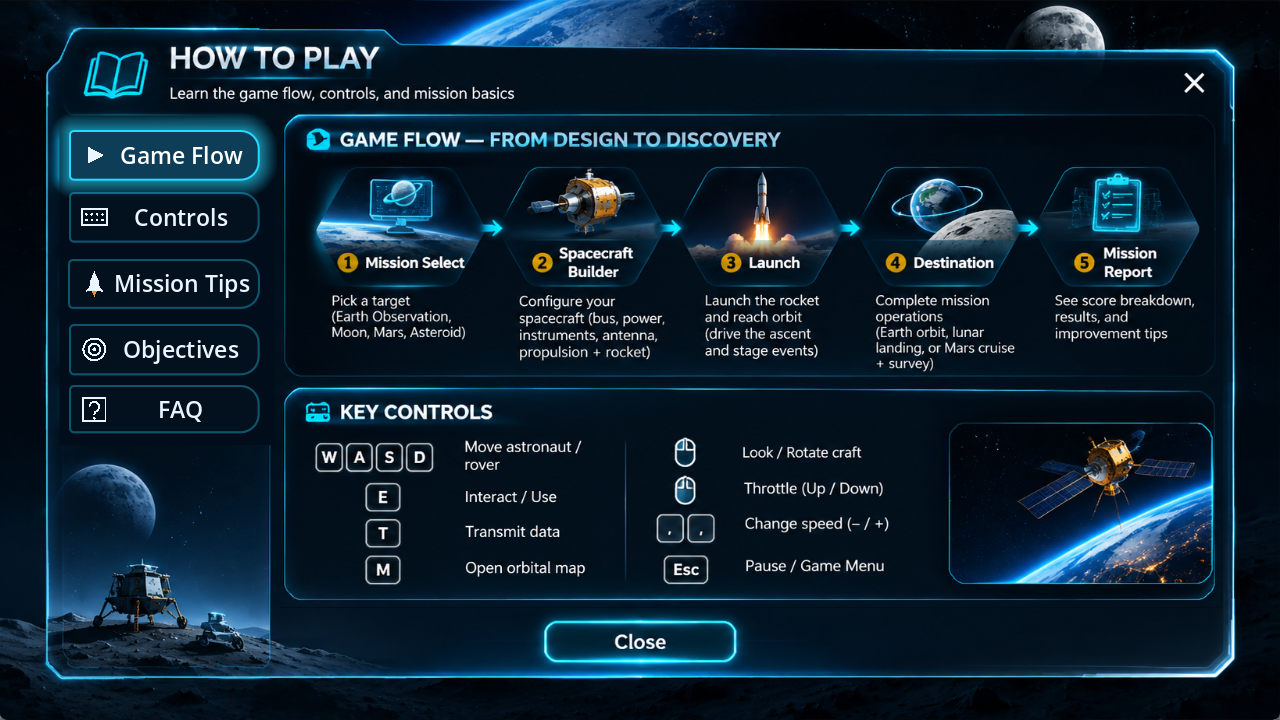 HOW TO PLAY
Learn the game flow, controls, and mission basics
Game Flow
Controls
Mission Tips
Objectives
FAQ
GAME FLOW — FROM DESIGN TO DISCOVERY
1 Mission Select
Pick a target
(Earth Observation,
Moon, Mars, Asteroid)
2 Spacecraft
Builder
Configure your
spacecraft (bus, power,
instruments, antenna,
propulsion + rocket)
3 Launch
Launch the rocket
and reach orbit
(drive the ascent
and stage events)
4 Destination
Complete mission
operations
(Earth orbit, lunar
landing, or Mars cruise
+ survey)
5 Mission
Report
See score breakdown,
results, and
improvement tips
KEY CONTROLS
W A S D
Move astronaut /
rover
E
Interact / Use
T
Transmit data
M
Open orbital map
Look / Rotate craft
Throttle (Up / Down)
, ,
Change speed (– / +)
Esc
Pause / Game Menu
Close